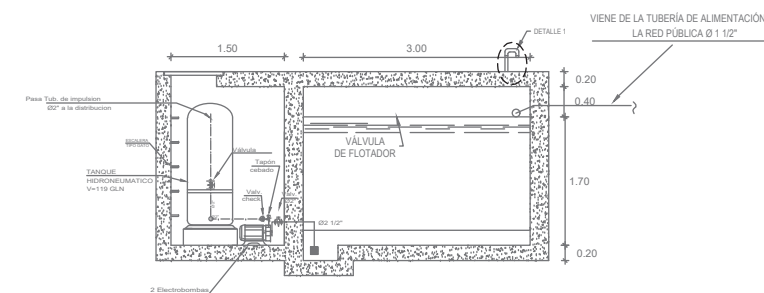 VIENE DE LA TUBERÍA DE ALIMENTACIÓN
LA RED PÚBLICA Ø 1 1/2"
DETALLE 1
1.50
3.00
0.20
0.40
Pasa Tub. de impulsion
Ø2" a la distribucion
VÁLVULA
DE FLOTADOR
Válvula
Tapón
cebado
TANQUE
HIDRONEUMATICO
V=119 GLN
Valv.
check
Valv.
Ø2 1/2"
1.70
0.20
2 Electrobombas